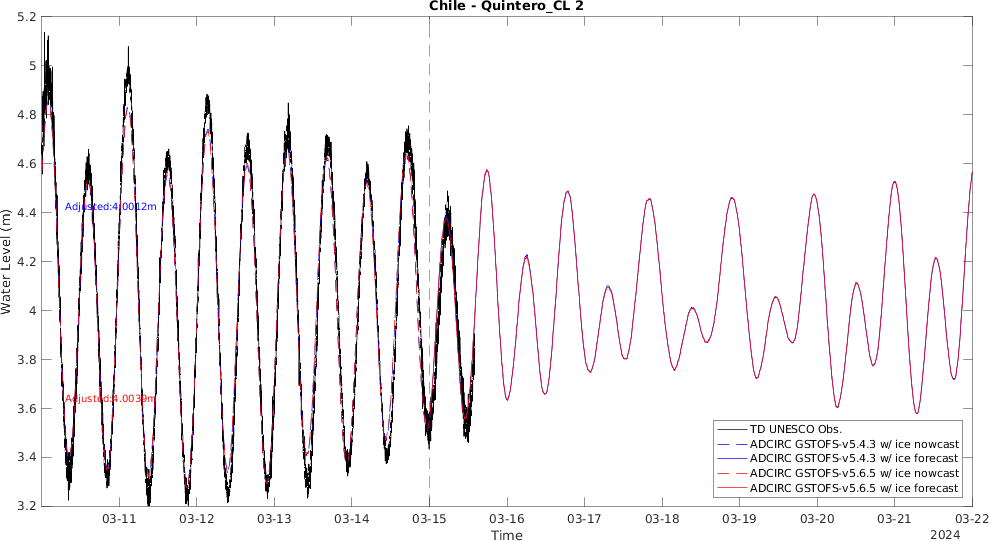 Chile - Quintero_CL 2
5.2
5
4.8
4.6
4.4
4.2
4
3.8
3.6
3.4
3.2
Water Level (m)
Adjusted:4.0012m
Adjusted:4.0039m
TD UNESCO Obs.
ADCIRC GSTOFS-v5.4.3 w/ ice nowcast
ADCIRC GSTOFS-v5.4.3 w/ ice forecast
ADCIRC GSTOFS-v5.6.5 w/ ice nowcast
ADCIRC GSTOFS-v5.6.5 w/ ice forecast
03-11 03-12 03-13 03-14 03-15 03-16 03-17 03-18 03-19 03-20 03-21 03-22
Time
2024